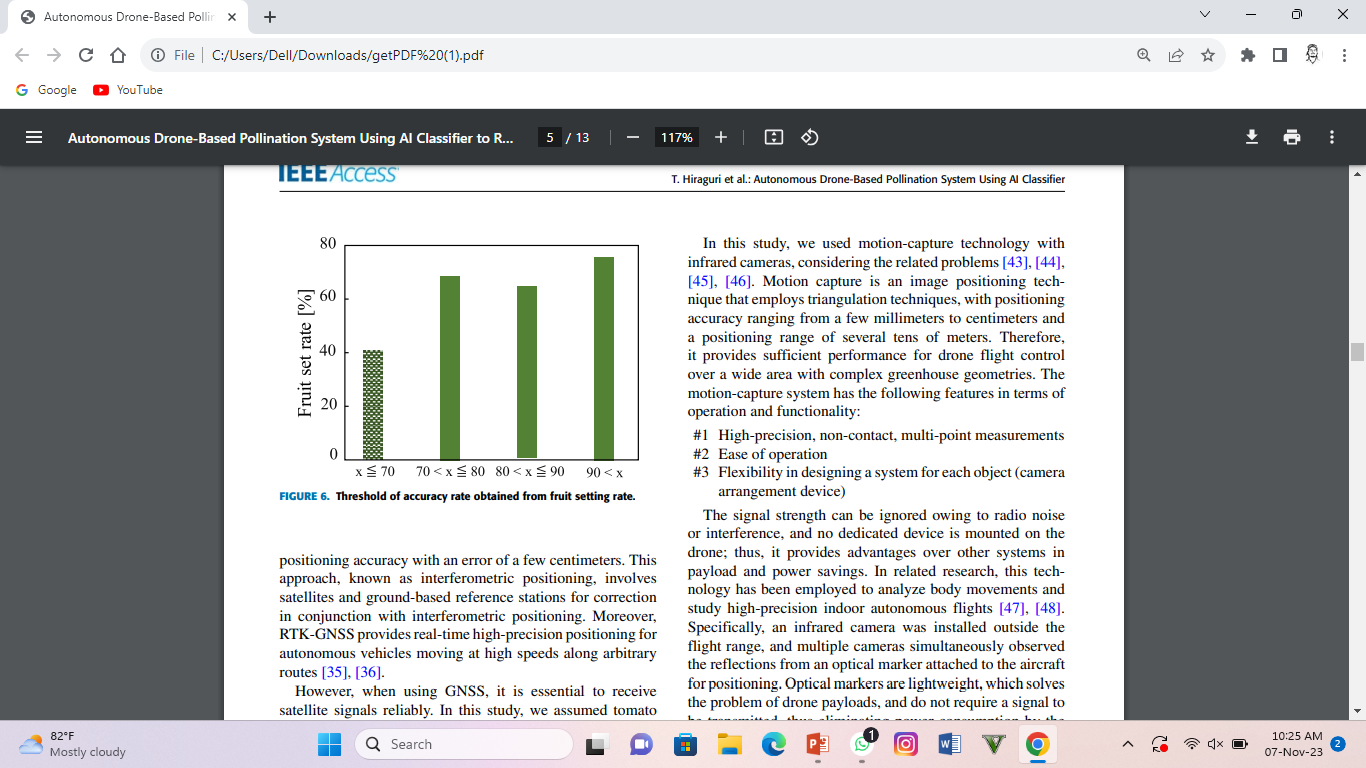 Autonomous Drone-Based Pollin
File
C:/Users/Dell/Downloads/getPDF%20(1).pdf
Google
YouTube
Autonomous Drone-Based Pollination System Using AI Classifier to R...
5 / 13
117%
IEEE Access
T. Hiraguri et al.: Autonomous Drone-Based Pollination System Using AI Classifier
80
60
40
20
0
Fruit set rate [%]
x ≦ 70
70 < x ≦ 80
80 < x ≦ 90
90 < x
FIGURE 6. Threshold of accuracy rate obtained from fruit setting rate.
positioning accuracy with an error of a few centimeters. This
approach, known as interferometric positioning, involves
satellites and ground-based reference stations for correction
in conjunction with interferometric positioning. Moreover,
RTK-GNSS provides real-time high-precision positioning for
autonomous vehicles moving at high speeds along arbitrary
routes [35], [36].
However, when using GNSS, it is essential to receive
satellite signals reliably. In this study, we assumed tomato
In this study, we used motion-capture technology with
infrared cameras, considering the related problems [43], [44],
[45], [46]. Motion capture is an image positioning tech-
nique that employs triangulation techniques, with positioning
accuracy ranging from a few millimeters to centimeters and
a positioning range of several tens of meters. Therefore,
it provides sufficient performance for drone flight control
over a wide area with complex greenhouse geometries. The
motion-capture system has the following features in terms of
operation and functionality:
#1 High-precision, non-contact, multi-point measurements
#2 Ease of operation
#3 Flexibility in designing a system for each object (camera
arrangement device)
The signal strength can be ignored owing to radio noise
or interference, and no dedicated device is mounted on the
drone; thus, it provides advantages over other systems in
payload and power savings. In related research, this tech-
nology has been employed to analyze body movements and
study high-precision indoor autonomous flights [47], [48].
Specifically, an infrared camera was installed outside the
flight range, and multiple cameras simultaneously observed
the reflections from an optical marker attached to the aircraft
for positioning. Optical markers are lightweight, which solves
the problem of drone payloads, and do not require a signal to
82°F
Mostly cloudy
Search
1
10:25 AM
07-Nov-23
2